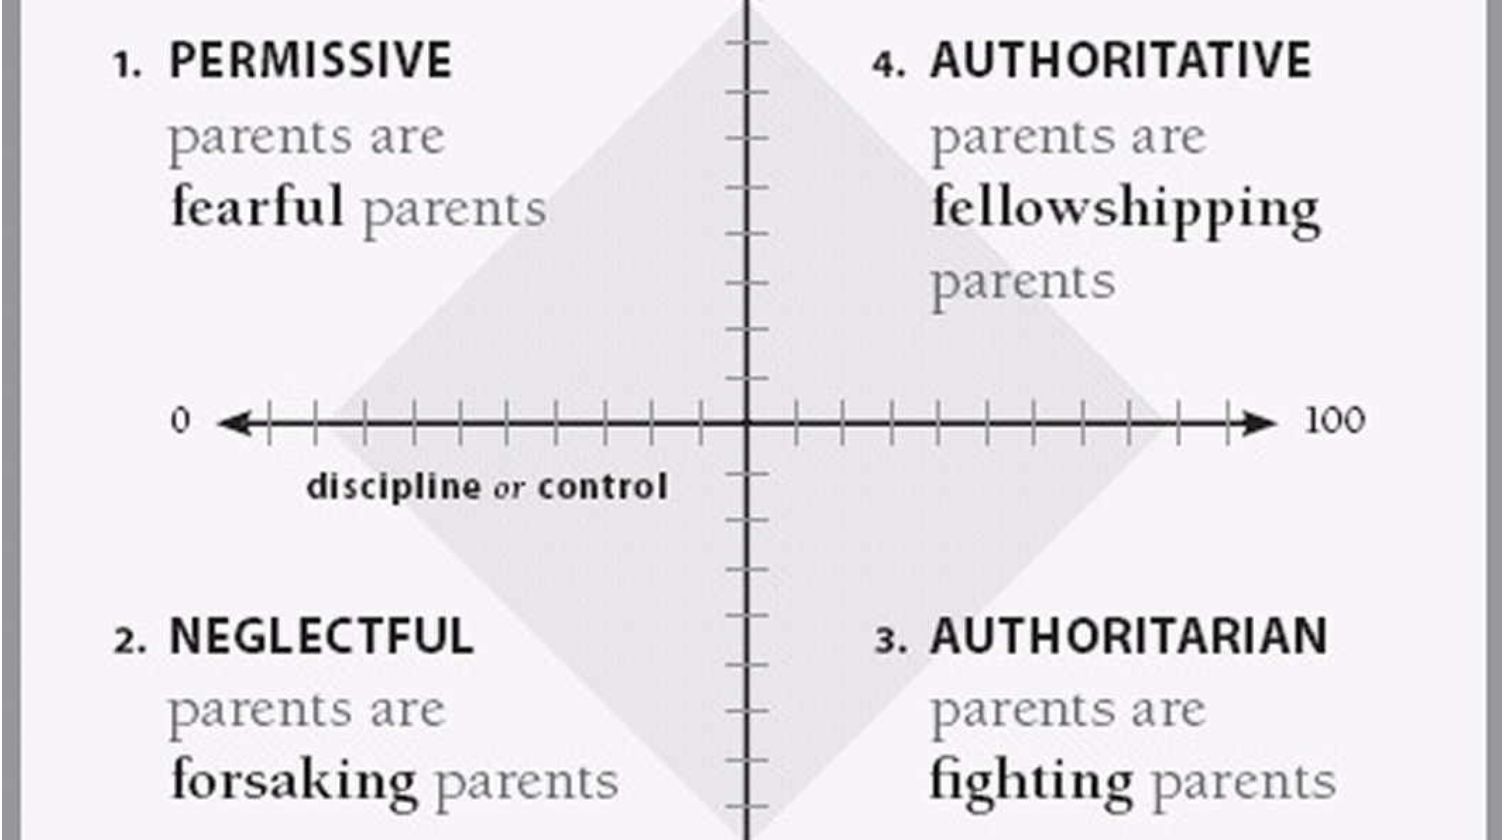 1. PERMISSIVE
parents are
fearful parents
4. AUTHORITATIVE
parents are
fellowshipping
parents
0
100
discipline or control
2. NEGLECTFUL
parents are
forsaking parents
3. AUTHORITARIAN
parents are
fighting parents